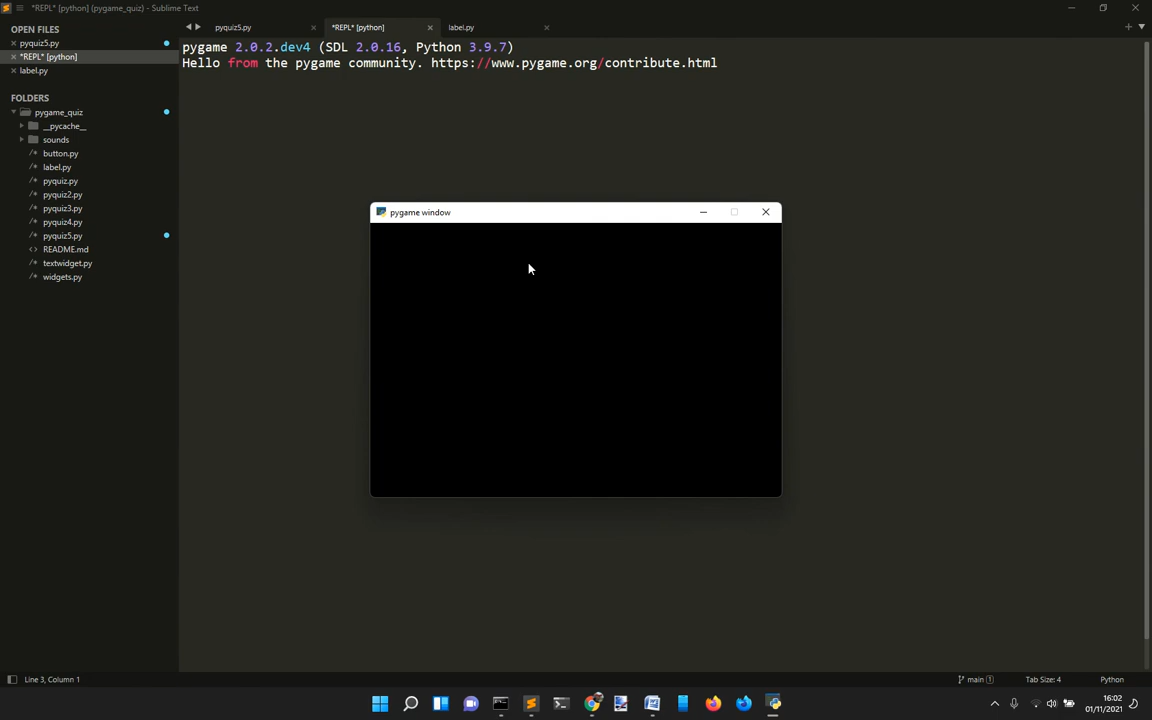 *REPL* [python] (pygame_quiz) - Sublime Text
OPEN FILES
pyquiz5.py
*REPL* [python]
label.py
FOLDERS
pygame_quiz
__pycache__
sounds
button.py
label.py
pyquiz.py
pyquiz2.py
pyquiz3.py
pyquiz4.py
pyquiz5.py
README.md
textwidget.py
widgets.py
pyquiz5.py
*REPL* [python]
label.py
pygame 2.0.2.dev4 (SDL 2.0.16, Python 3.9.7)
Hello from the pygame community. https://www.pygame.org/contribute.html
pygame window
Line 3, Column 1
main 1
Tab Size: 4
Python
16:02
01/11/2021